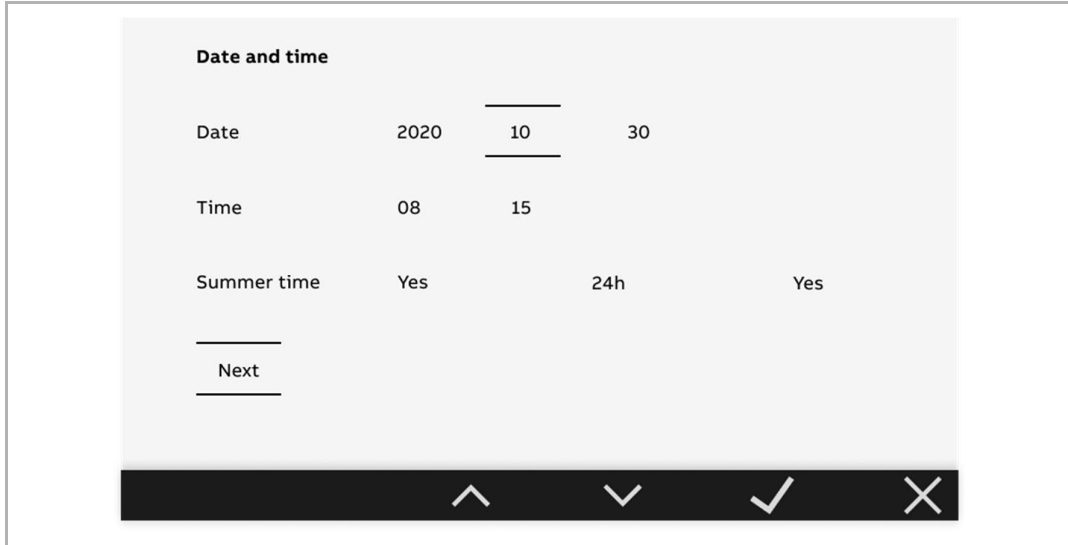 Date and time
Date 2020 10 30
Time 08 15
Summer time Yes 24h Yes
Next